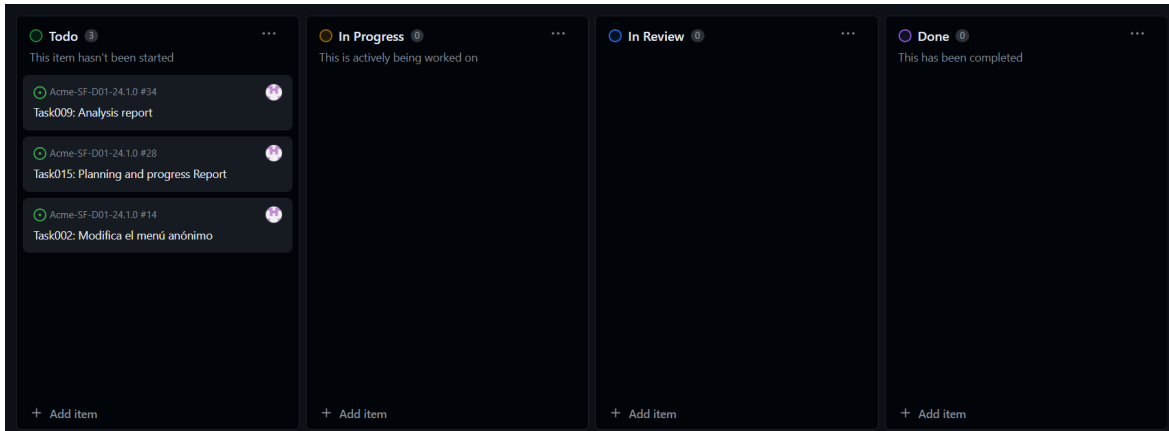 Todo 3
This item hasn't been started
Acme-SF-D01-24.1.0 #34
Task009: Analysis report
Acme-SF-D01-24.1.0 #28
Task015: Planning and progress Report
Acme-SF-D01-24.1.0 #14
Task002: Modifica el menú anónimo
+ Add item
In Progress 0
This is actively being worked on
+ Add item
In Review 0
+ Add item
Done 0
This has been completed
+ Add item